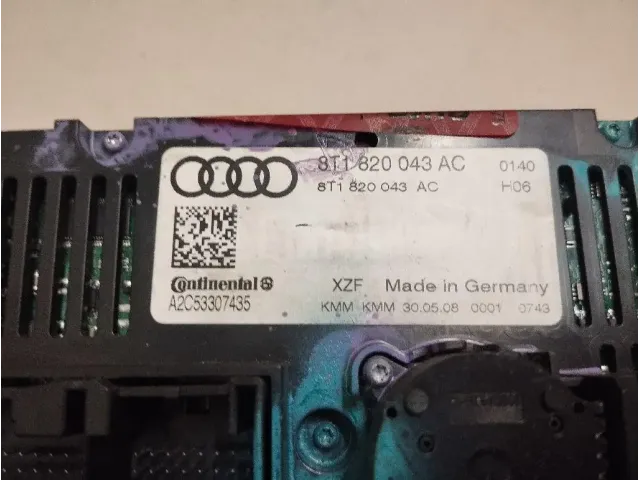 8T1 820 043 AC 0140
8T1 820 043 AC H06
Continental
A2C53307435
XZF Made in Germany
KMM KMM 30.05.08 0001 0743